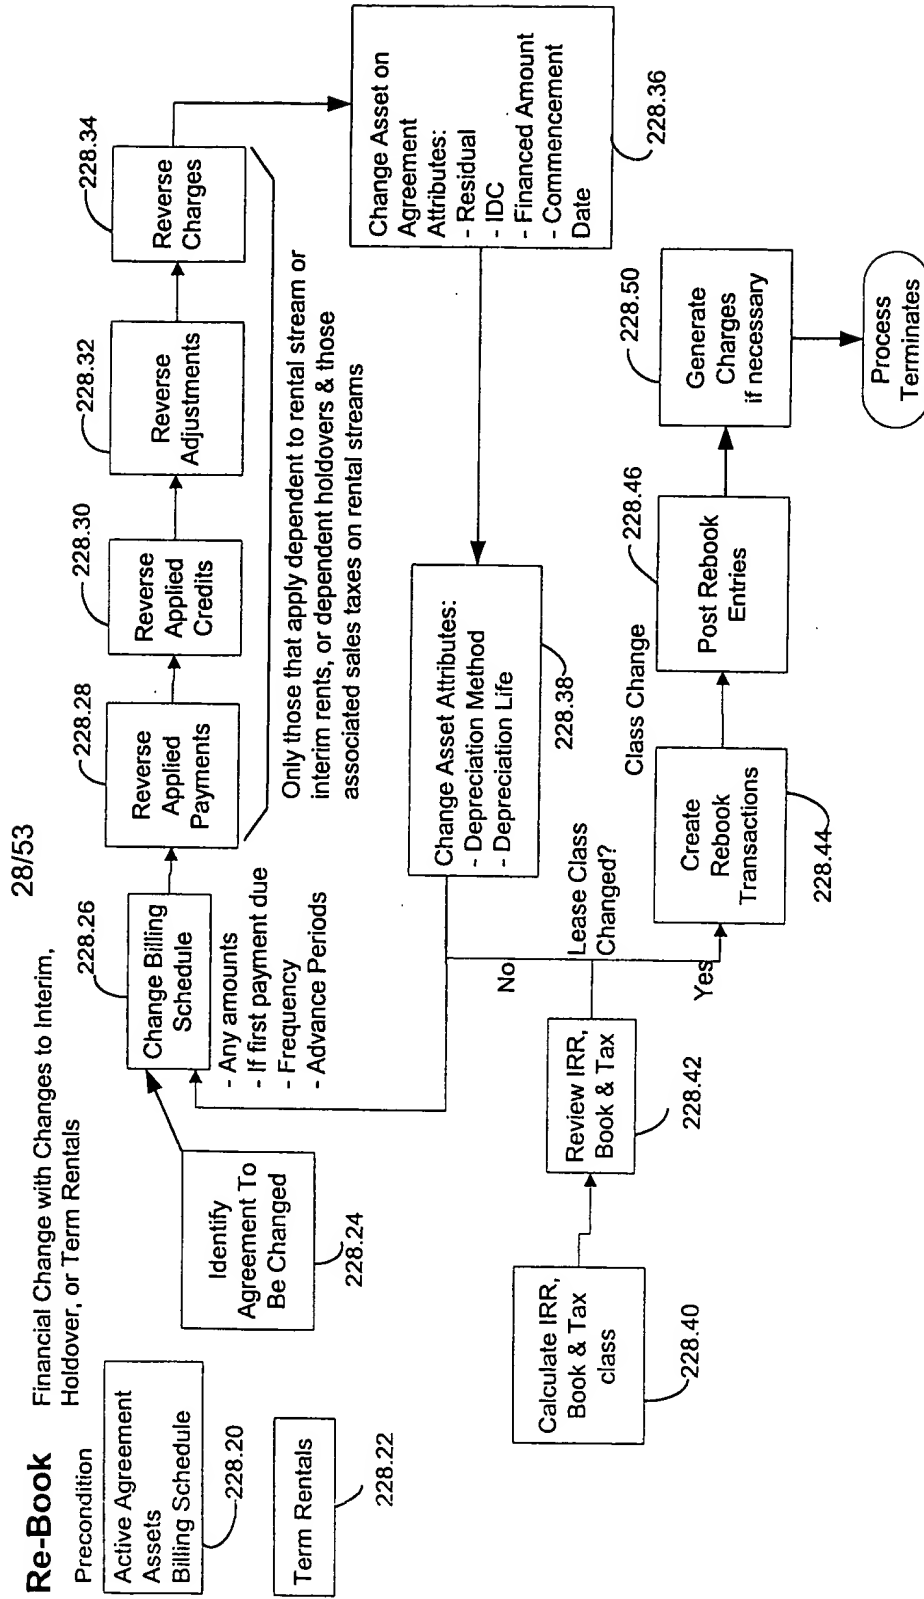 28/53
Re-Book
Financial Change with Changes to Interim,
Holdover, or Term Rentals
Precondition
Active Agreement
Assets
Billing Schedule
228.20
Term Rentals
228.22
Identify
Agreement To
Be Changed
228.24
Change Billing
Schedule
228.26
- Any amounts
- If first payment due
- Frequency
- Advance Periods
Reverse
Applied
Payments
228.28
Reverse
Applied
Credits
228.30
Reverse
Adjustments
228.32
Reverse
Charges
228.34
Only those that apply dependent to rental stream or
interim rents, or dependent holdovers & those
associated sales taxes on rental streams
Change Asset on
Agreement
Attributes:
- Residual
- IDC
- Financed Amount
- Commencement
Date
228.36
Change Asset Attributes:
- Depreciation Method
- Depreciation Life
228.38
Calculate IRR,
Book & Tax
class
228.40
Review IRR,
Book & Tax
228.42
No
Lease Class
Changed?
Yes
Create
Rebook
Transactions
228.44
Class Change
Post Rebook
Entries
228.46
Generate
Charges
if necessary
228.50
Process
Terminates